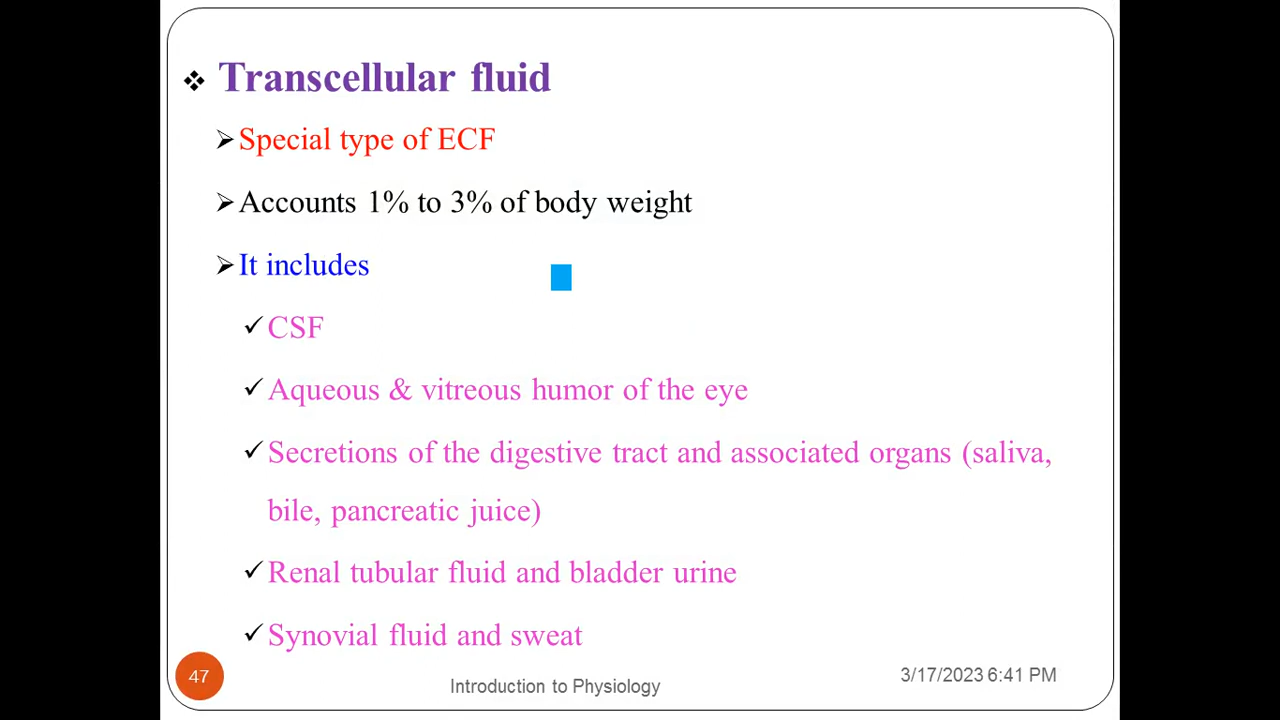 Transcellular fluid
Special type of ECF
Accounts 1% to 3% of body weight
It includes
CSF
Aqueous & vitreous humor of the eye
Secretions of the digestive tract and associated organs (saliva,
bile, pancreatic juice)
Renal tubular fluid and bladder urine
Synovial fluid and sweat
47
Introduction to Physiology
3/17/2023 6:41 PM